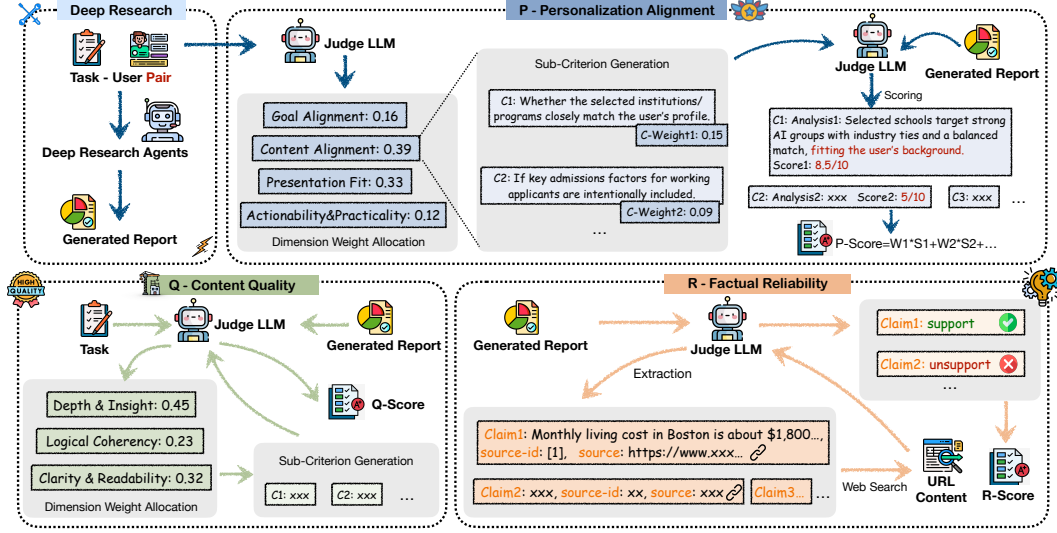 Deep Research
Task - User Pair
Deep Research Agents
Generated Report
P - Personalization Alignment
Judge LLM
Goal Alignment: 0.16
Content Alignment: 0.39
Presentation Fit: 0.33
Actionability&Practicality: 0.12
Dimension Weight Allocation
Sub-Criterion Generation
C1: Whether the selected institutions/
programs closely match the user's profile.
C-Weight1: 0.15
C2: If key admissions factors for working
applicants are intentionally included.
C-Weight2: 0.09
...
Judge LLM
Generated Report
Scoring
C1: Analysis1: Selected schools target strong
AI groups with industry ties and a balanced
match, fitting the user's background.
Score1: 8.5/10
C2: Analysis2: xxx Score2: 5/10
C3: xxx
...
A+
P-Score=W1*S1+W2*S2+...
HIGH
QUALITY
Q - Content Quality
Task
Judge LLM
Generated Report
A+
Q-Score
Depth & Insight: 0.45
Logical Coherency: 0.23
Clarity & Readability: 0.32
Dimension Weight Allocation
Sub-Criterion Generation
C1: xxx
C2: xxx
...
R - Factual Reliability
Generated Report
Judge LLM
Extraction
Claim1: support
Claim2: unsupport
...
Claim1: Monthly living cost in Boston is about $1,800...,
source-id: [1], source: https://www.xxx...
Claim2: xxx, source-id: xx, source: xxx
Claim3...
...
Web Search
URL
Content
A+
R-Score